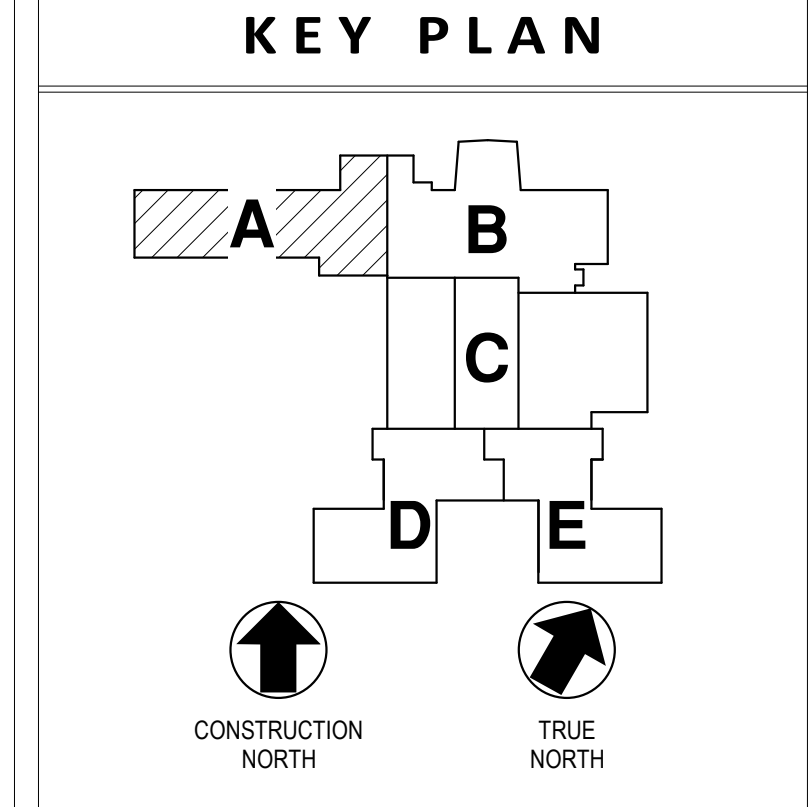 KEY PLAN
A
B
C
D
E
CONSTRUCTION
NORTH
TRUE
NORTH